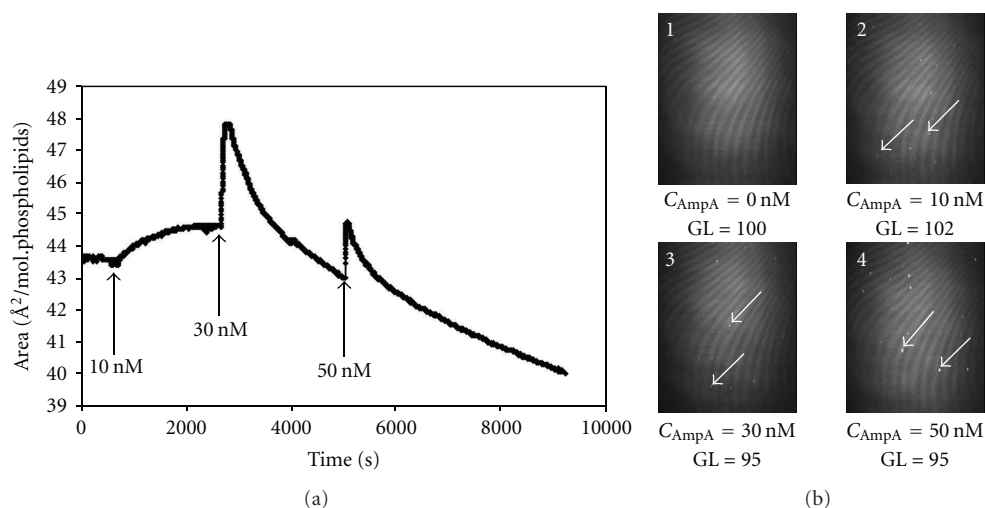 49
48
47
46
45
44
43
42
41
40
39
Area (Å²/mol.phospholipids)
10 nM
30 nM
50 nM
0 2000 4000 6000 8000 10000
Time (s)
(a)
1
2
C_AmpA = 0 nM
GL = 100
C_AmpA = 10 nM
GL = 102
3
4
C_AmpA = 30 nM
GL = 95
C_AmpA = 50 nM
GL = 95
(b)